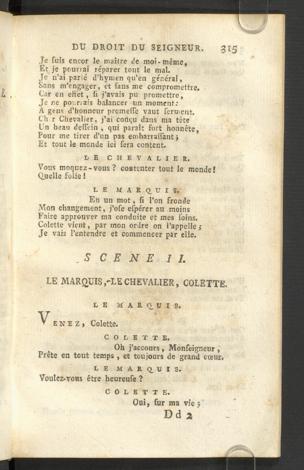 DU DROIT DU SEIGNEUR. 315
Je suis encor le maitre de moi-même,
Et je pourrai réparer tout le mal.
Je n'ai parlé d'hymen qu'en général,
Sans m'engager, et sans me compromettre.
Car en effet, si j'avais pu promettre,
Je ne pourrais balancer un moment:
A gens d'honneur promesse vaut serment.
Cher Chevalier, j'ai conçu dans ma tête
Un beau dessein, qui parait fort honnête,
Pour me tirer d'un pas embarrassant;
Et tout le monde ici sera content.
LE CHEVALIER.
Vous moquez-vous? contenter tout le monde!
Quelle folie!
LE MARQUIS.
En un mot, si l'on fronde
Mon changement, j'ose espérer au moins
Faire approuver ma conduite et mes soins.
Colette vient, par mon ordre on l'appelle;
Je vais l'entendre et commencer par elle.
SCENE II.
LE MARQUIS, LE CHEVALIER, COLETTE.
LE MARQUIS.
VENEZ, Colette.
COLETTE.
Oh j'accours, Monseigneur,
Prête en tout temps, et toujours de grand cœur.
LE MARQUIS.
Voulez-vous être heureuse?
COLETTE.
Oui, sur ma vie;
Dd 2